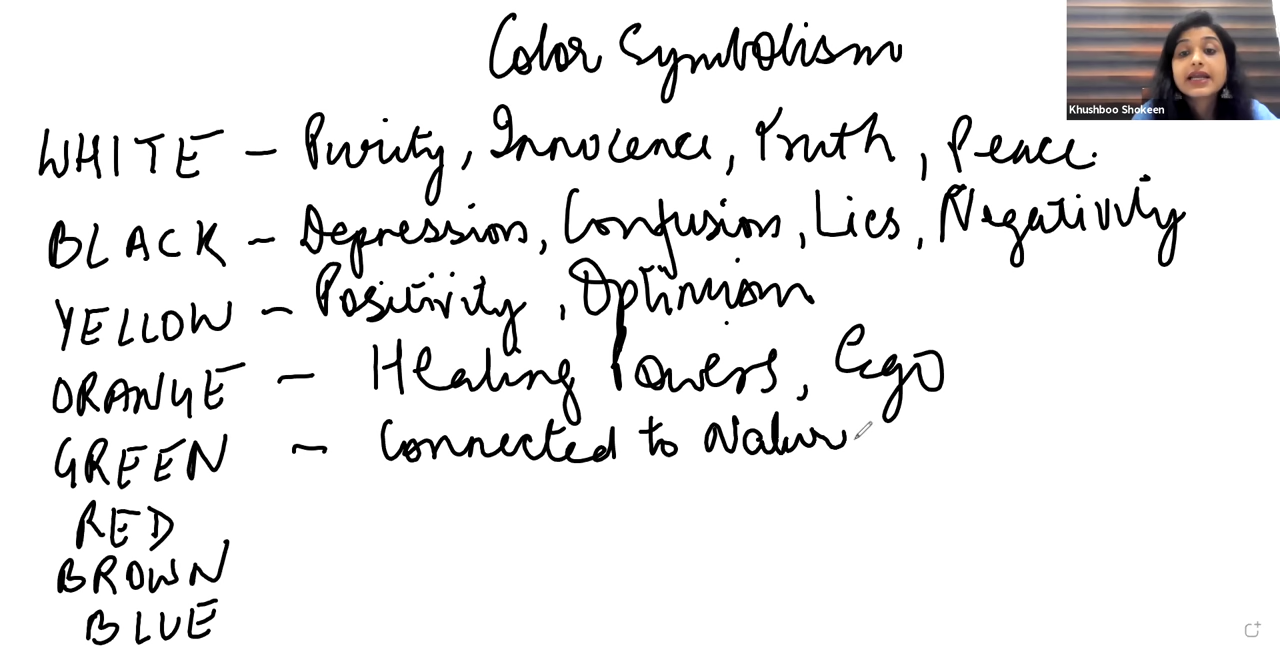 Color Symbolism
Khushboo Shokeen
WHITE – Purity, Innocence, Truth, Peace.
BLACK – Depression, Confusion, Lies, Negativity
YELLOW – Positivity, Optimism
ORANGE – Healing Powers, Ego
GREEN – Connected to Natur
RED
BROWN
BLUE